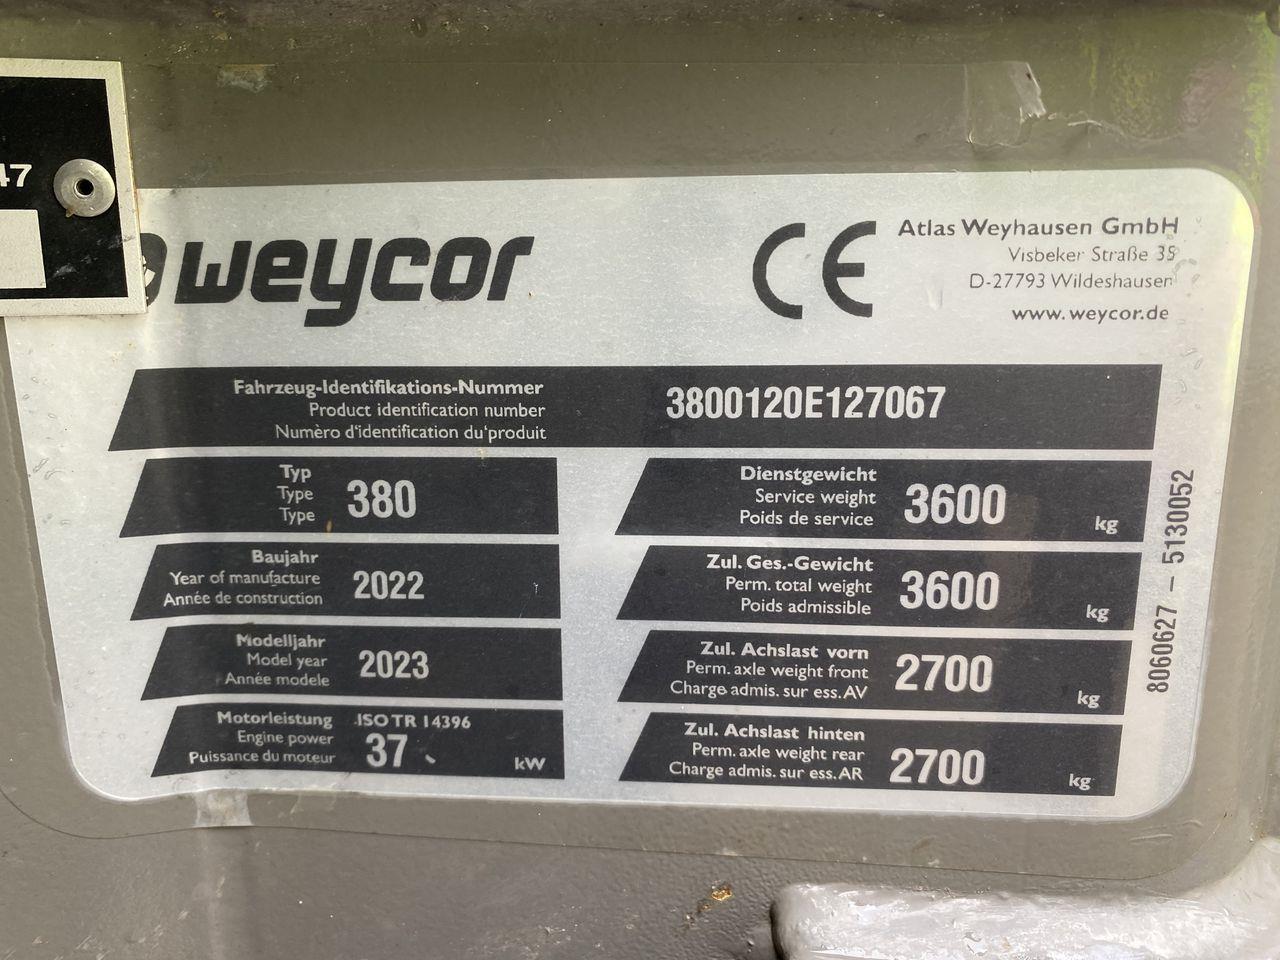 47
weycor
CE
Atlas Weyhausen GmbH
Visbeker Straße 35
D-27793 Wildeshausen
www.weycor.de
Fahrzeug-Identifikations-Nummer
Product identification number
Numèro d'identification du'produit
3800120E127067
Typ
Type
Type
380
Baujahr
Year of manufacture
Année de construction
2022
Modelljahr
Model year
Année modele
2023
Motorleistung
Engine power
Puissance du moteur
ISO TR 14396
37
kW
Dienstgewicht
Service weight
Poids de service
3600
kg
Zul. Ges.-Gewicht
Perm. total weight
Poids admissible
3600
kg
Zul. Achslast vorn
Perm. axle weight front
Charge admis. sur ess. AV
2700
kg
Zul. Achslast hinten
Perm. axle weight rear
Charge admis. sur ess. AR
2700
kg
8060627 – 5130052